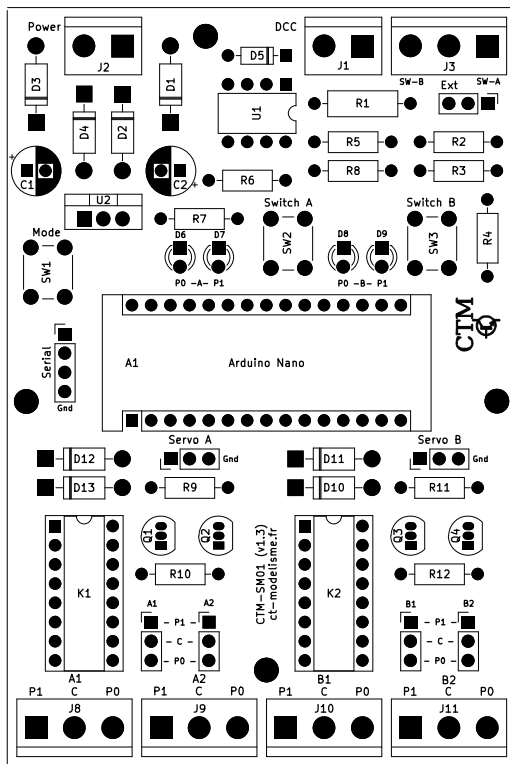 Power
DCC
J2
D5
J1
J3
SW-B
SW-A
D3
D1
Ext
U1
R1
D4
D2
R5
R2
R8
R3
+
C1
+
C2
R6
U2
Switch A
Switch B
R7
R4
Mode
D6
D7
SW2
D8
D9
SW3
SW1
P0 -A- P1
P0 -B- P1
CTM
A1
Arduino Nano
Serial
Gnd
Servo A
Servo B
D12
Gnd
D11
Gnd
D13
R9
D10
R11
Q1
Q2
CTM-SM01 (v1.3)
ct-modelisme.fr
Q3
Q4
R10
R12
K1
K2
A1
A2
B1
B2
- P1 -
- P1 -
- C -
- C -
- P0 -
- P0 -
A1
A2
B1
B2
P1 C P0
P1 C P0
P1 C P0
P1 C P0
J8
J9
J10
J11